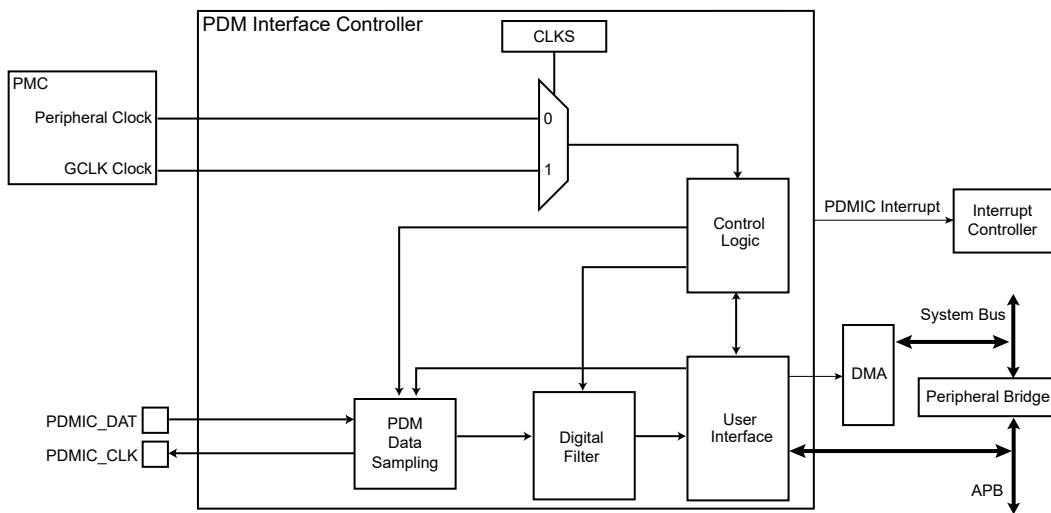 PDM Interface Controller
CLKS
PMC
Peripheral Clock
0
GCLK Clock
1
Control
Logic
PDMIC Interrupt
Interrupt
Controller
System Bus
DMA
Peripheral Bridge
PDMIC_DAT
PDMIC_CLK
PDM
Data
Sampling
Digital
Filter
User
Interface
APB